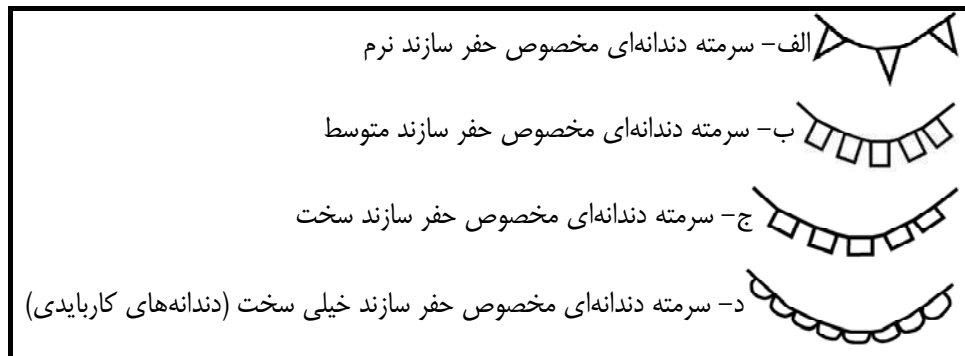 الف- سرمته دندانه‌ای مخصوص حفر سازند نرم
ب- سرمته دندانه‌ای مخصوص حفر سازند متوسط
ج- سرمته دندانه‌ای مخصوص حفر سازند سخت
د- سرمته دندانه‌ای مخصوص حفر سازند خیلی سخت (دندانه‌های کاربایدی)